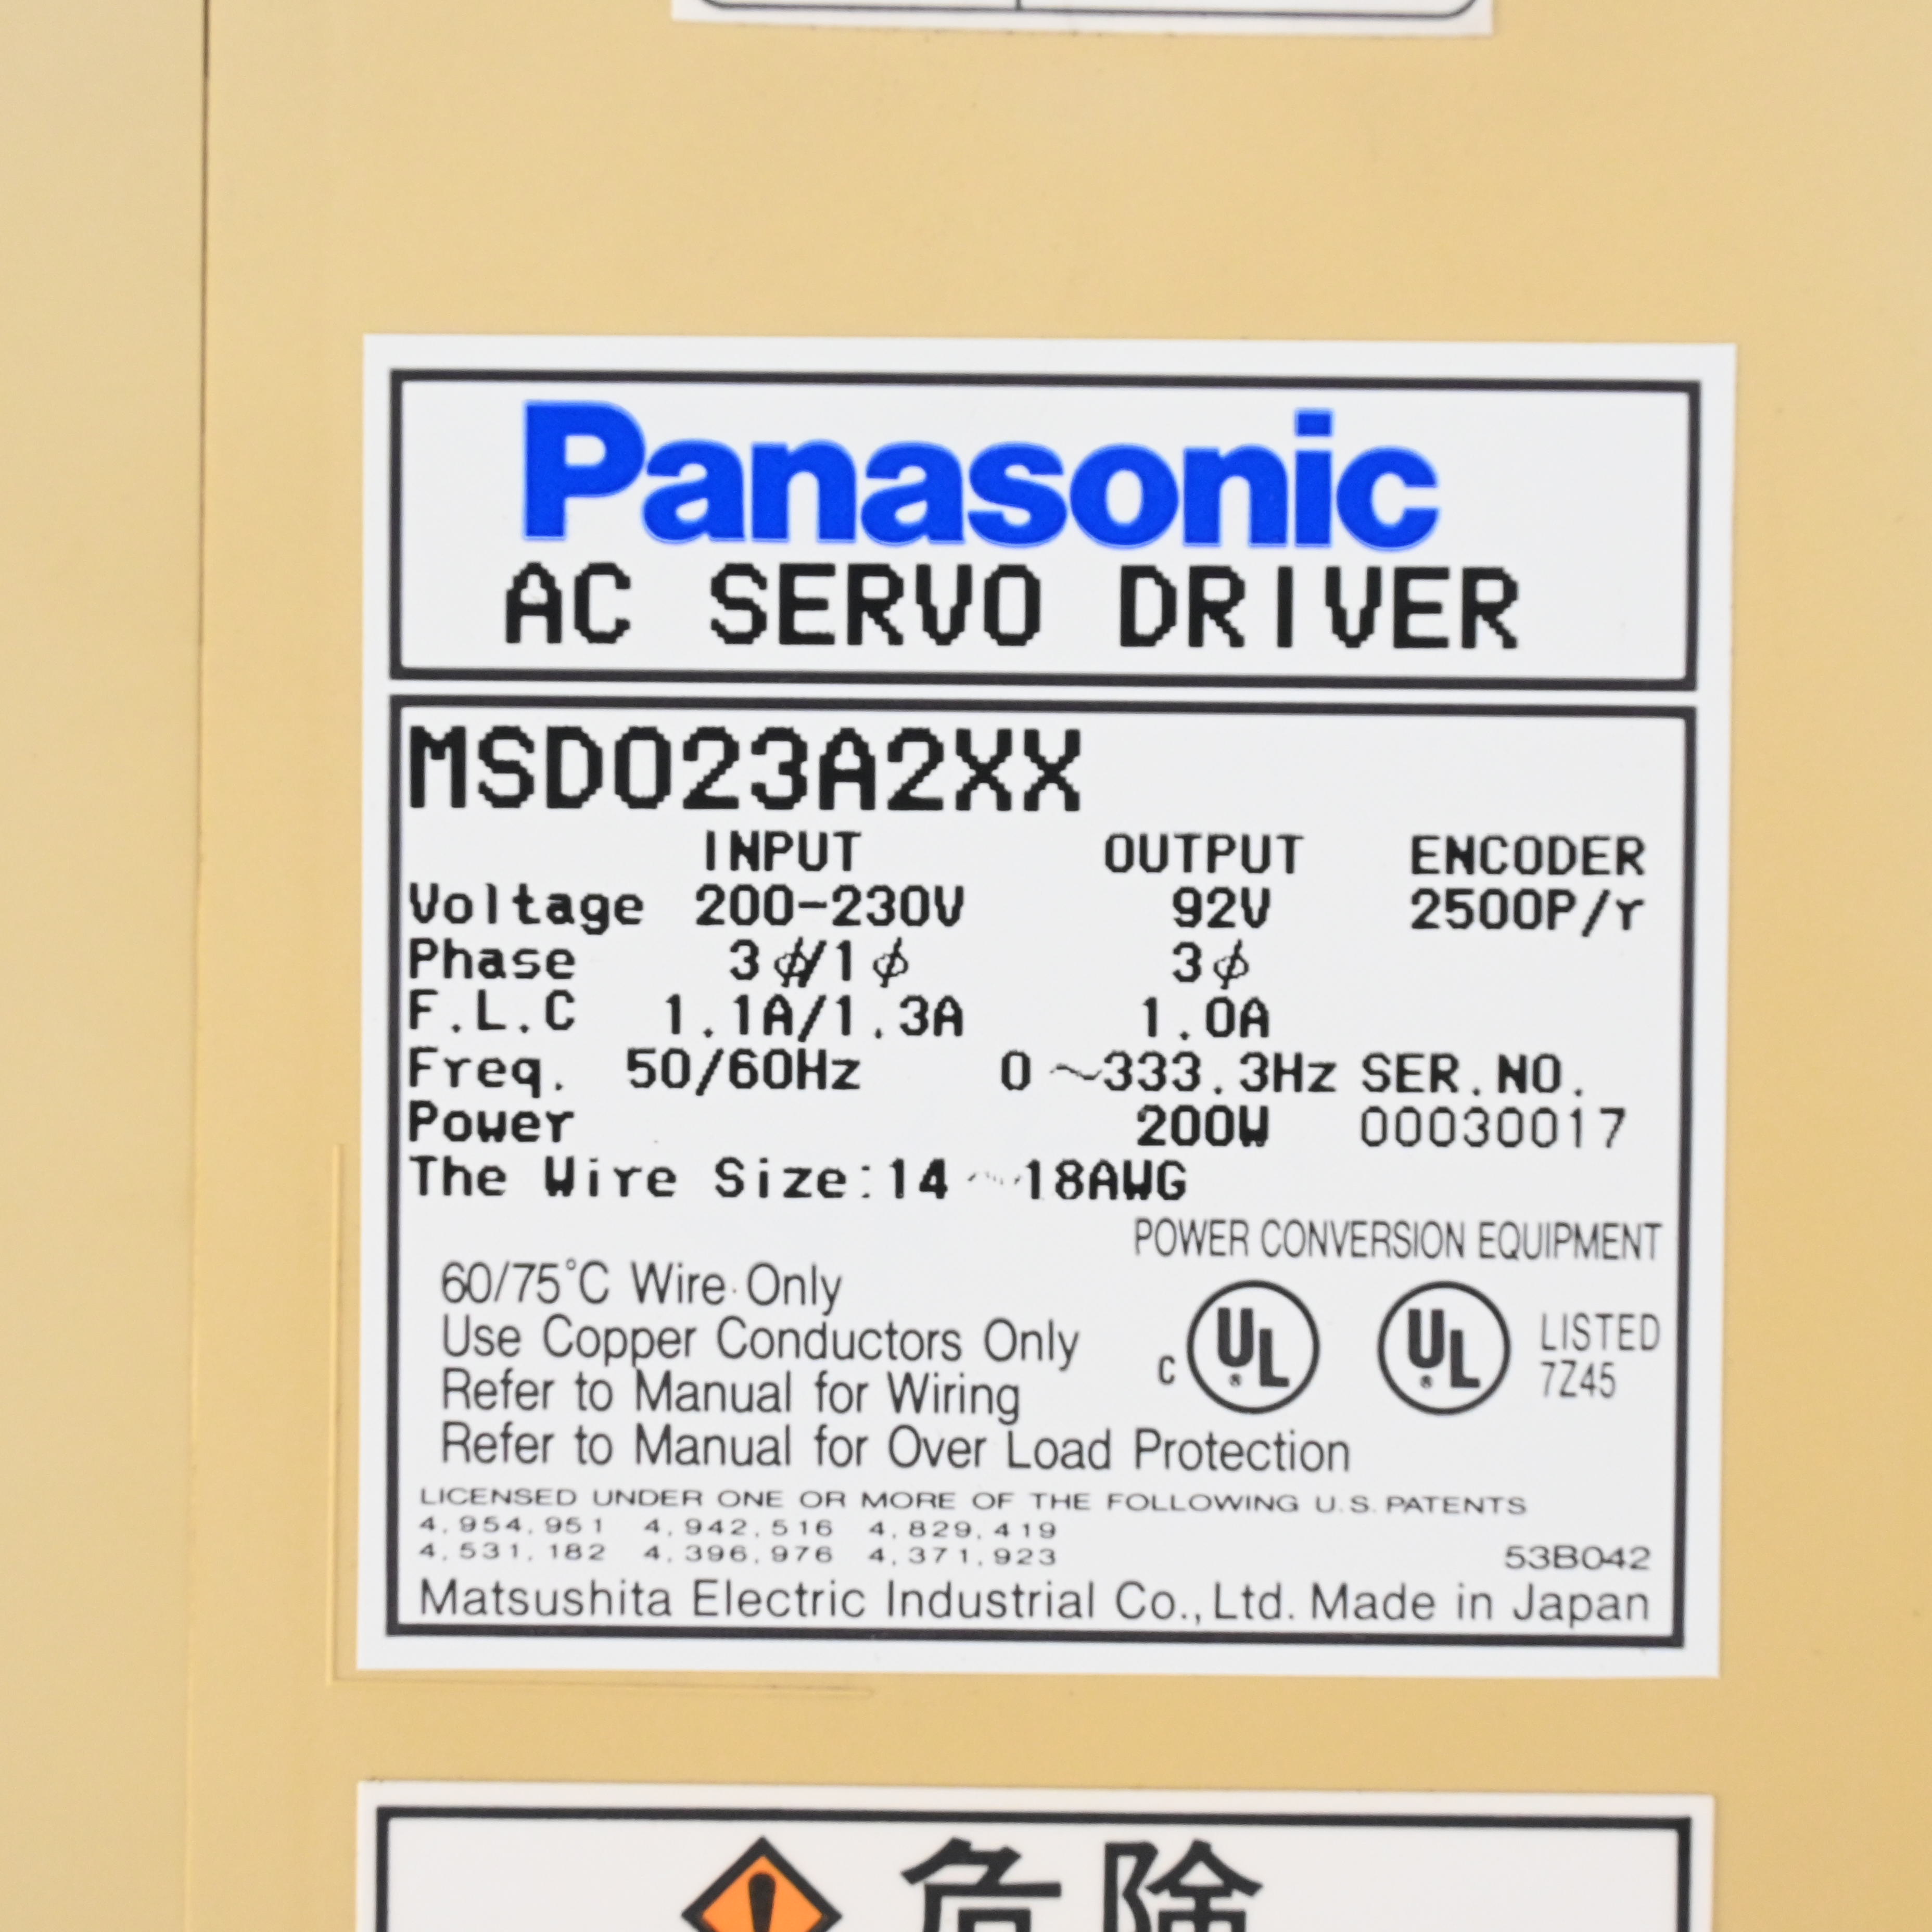 Panasonic
AC SERVO DRIVER
MSD023A2XX
INPUT OUTPUT ENCODER
Voltage 200-230V 92V 2500P/r
Phase 3ϕ/1ϕ 3ϕ
F.L.C 1.1A/1.3A 1.0A
Freq. 50/60Hz 0~333.3Hz SER.NO.
Power 200W 00030017
The Wire Size:14~18AWG
POWER CONVERSION EQUIPMENT
60/75°C Wire Only
Use Copper Conductors Only
Refer to Manual for Wiring
Refer to Manual for Over Load Protection
C UL® UL® LISTED
7Z45
LICENSED UNDER ONE OR MORE OF THE FOLLOWING U.S. PATENTS
4,954,951 4,942,516 4,829,419
4,531,182 4,396,976 4,371,923 53B042
Matsushita Electric Industrial Co., Ltd. Made in Japan
危険